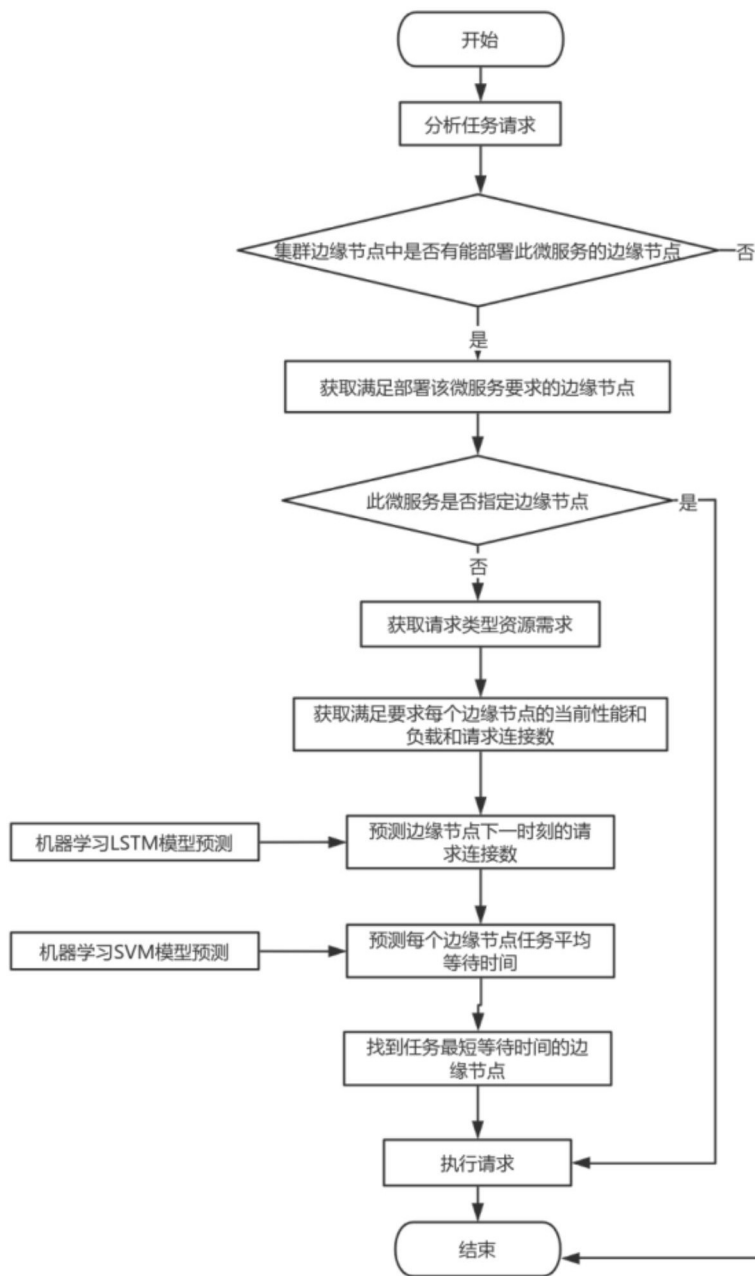 开始
分析任务请求
集群边缘节点中是否有能部署此微服务的边缘节点
否
是
获取满足部署该微服务要求的边缘节点
此微服务是否指定边缘节点
是
否
获取请求类型资源需求
获取满足要求每个边缘节点的当前性能和
负载和请求连接数
机器学习LSTM模型预测
预测边缘节点下一时刻的请
求连接数
机器学习SVM模型预测
预测每个边缘节点任务平均
等待时间
找到任务最短等待时间的边
缘节点
执行请求
结束